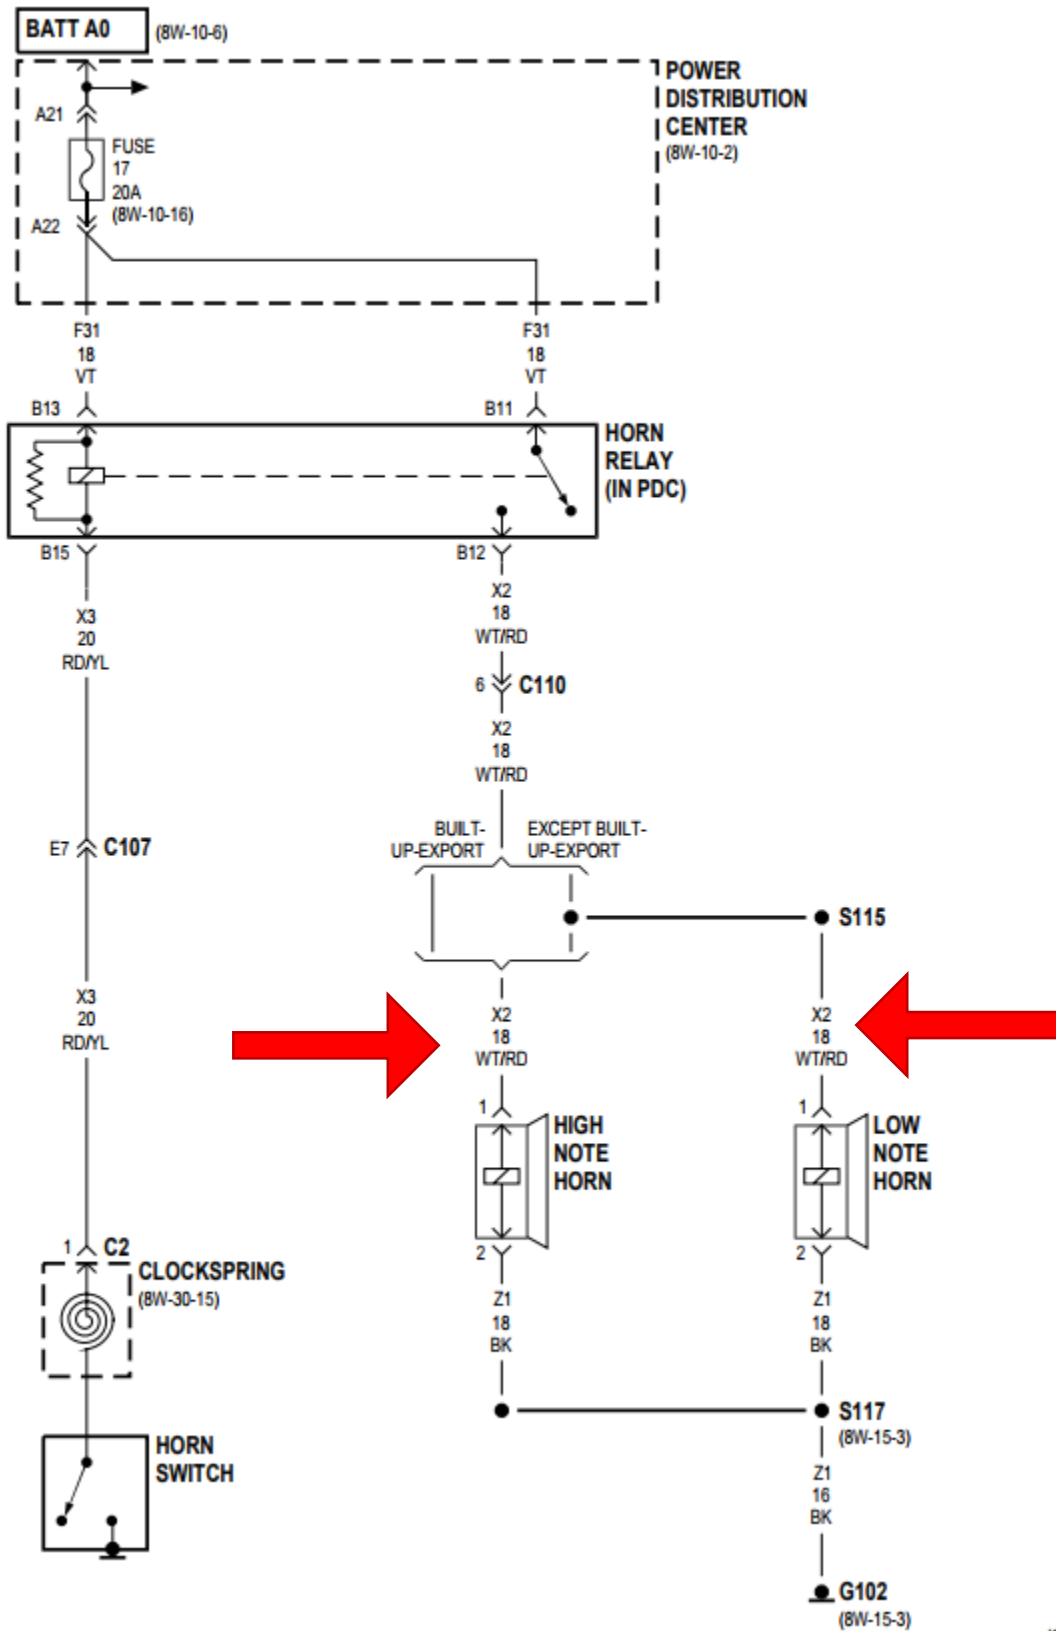 BATT A0
(8W-10-6)
POWER
DISTRIBUTION
CENTER
(8W-10-2)
A21
FUSE
17
20A
(8W-10-16)
A22
F31
18
VT
F31
18
VT
B13
B11
HORN
RELAY
(IN PDC)
B15
B12
X3
20
RD/YL
X2
18
WT/RD
6
C110
X2
18
WT/RD
E7
C107
BUILT-
UP-EXPORT
EXCEPT BUILT-
UP-EXPORT
S115
X3
20
RD/YL
X2
18
WT/RD
X2
18
WT/RD
1
HIGH
NOTE
HORN
1
LOW
NOTE
HORN
2
2
1
C2
CLOCKSPRING
(8W-30-15)
Z1
18
BK
Z1
18
BK
S117
(8W-15-3)
HORN
SWITCH
Z1
16
BK
G102
(8W-15-3)